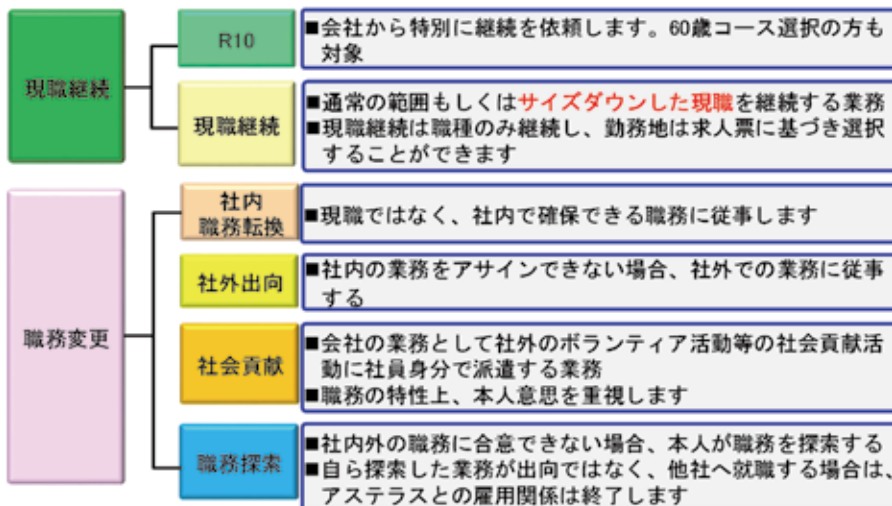 現職継続
R10
■会社から特別に継続を依頼します。60歳コース選択の方も
対象
現職継続
■通常の範囲もしくはサイズダウンした現職を継続する業務
■現職継続は職種のみ継続し、勤務地は求人票に基づき選択
することができます
職務変更
社内
職務転換
■現職ではなく、社内で確保できる職務に従事します
社外出向
■社内の業務をアサインできない場合、社外での業務に従事
する
社会貢献
■会社の業務として社外のボランティア活動等の社会貢献活
動に社員身分で派遣する業務
■職務の特性上、本人意思を重視します
職務探索
■社内外の職務に合意できない場合、本人が職務を探索する
■自ら探索した業務が出向ではなく、他社へ就職する場合は、
アステラスとの雇用関係は終了します